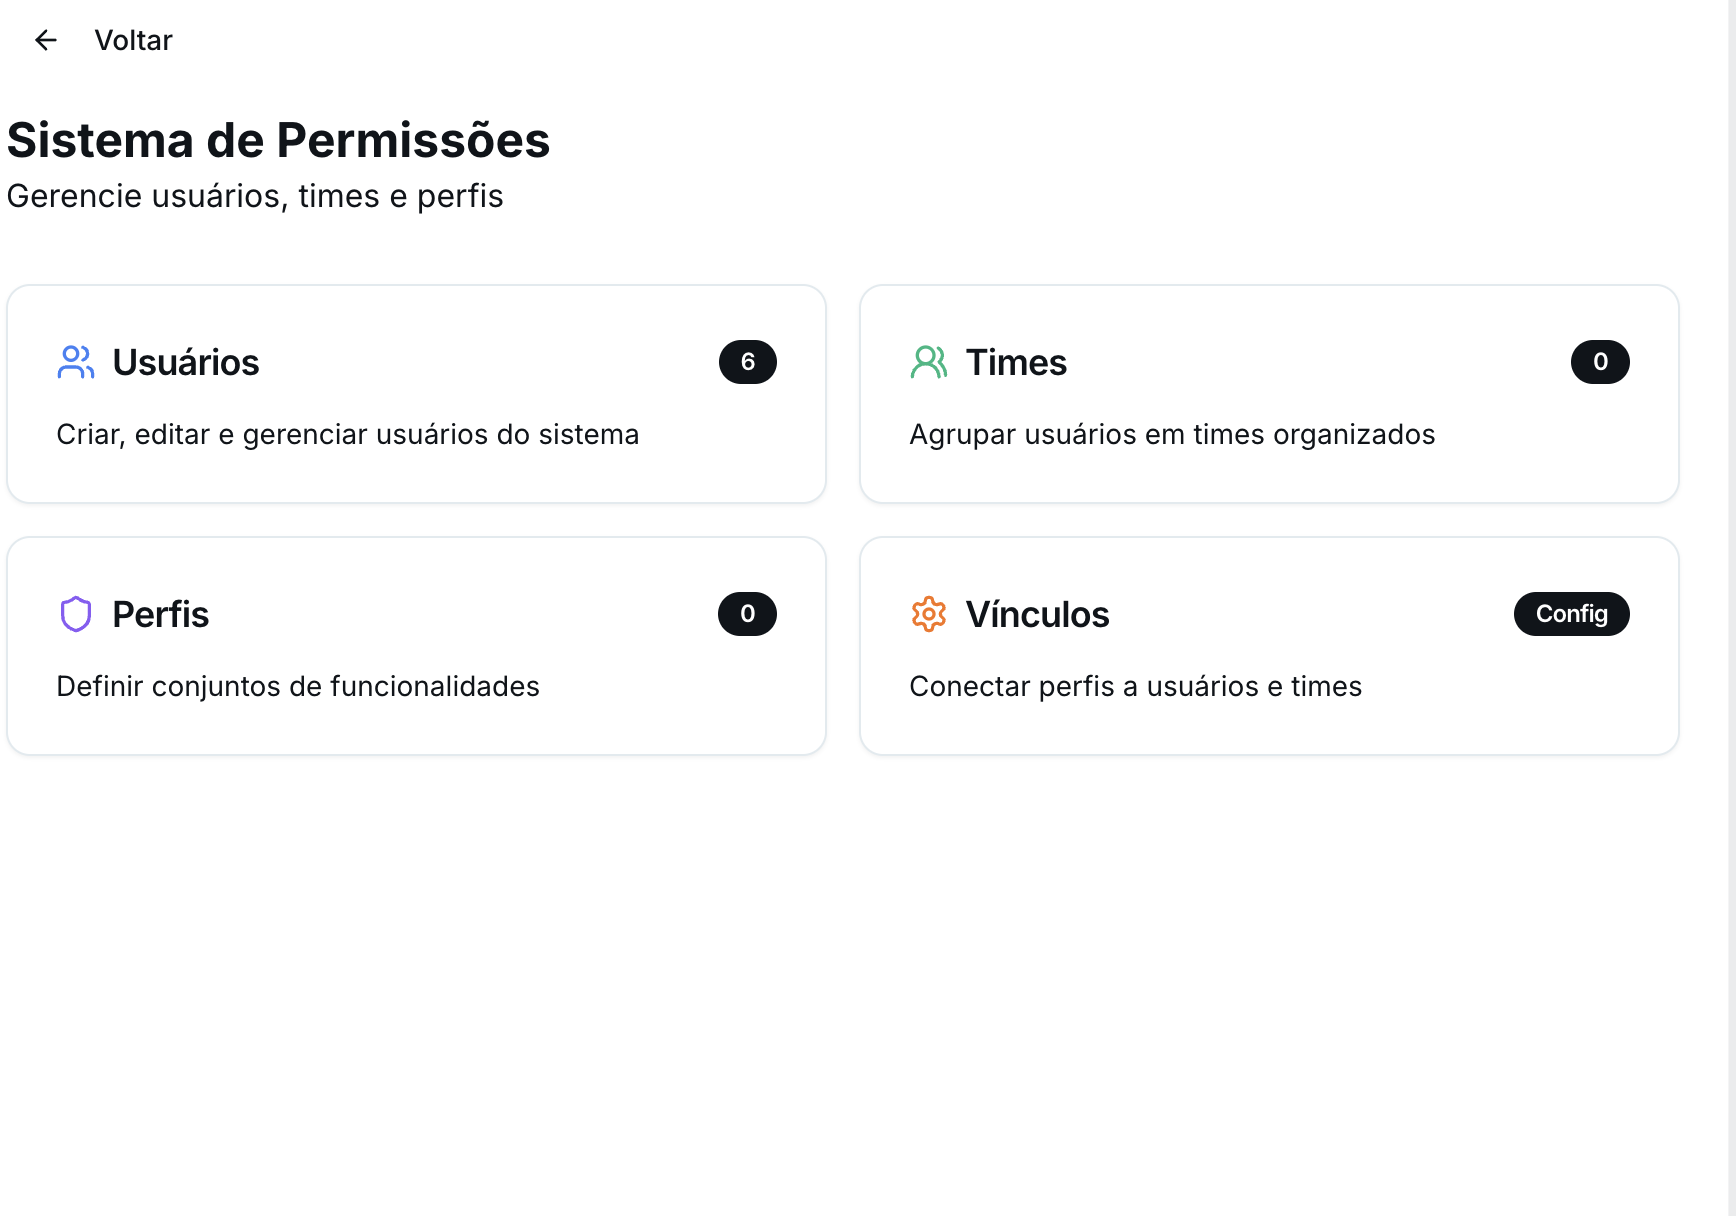 Voltar
Sistema de Permissões
Gerencie usuários, times e perfis
Usuários
6
Criar, editar e gerenciar usuários do sistema
Times
0
Agrupar usuários em times organizados
Perfis
0
Definir conjuntos de funcionalidades
Vínculos
Config
Conectar perfis a usuários e times